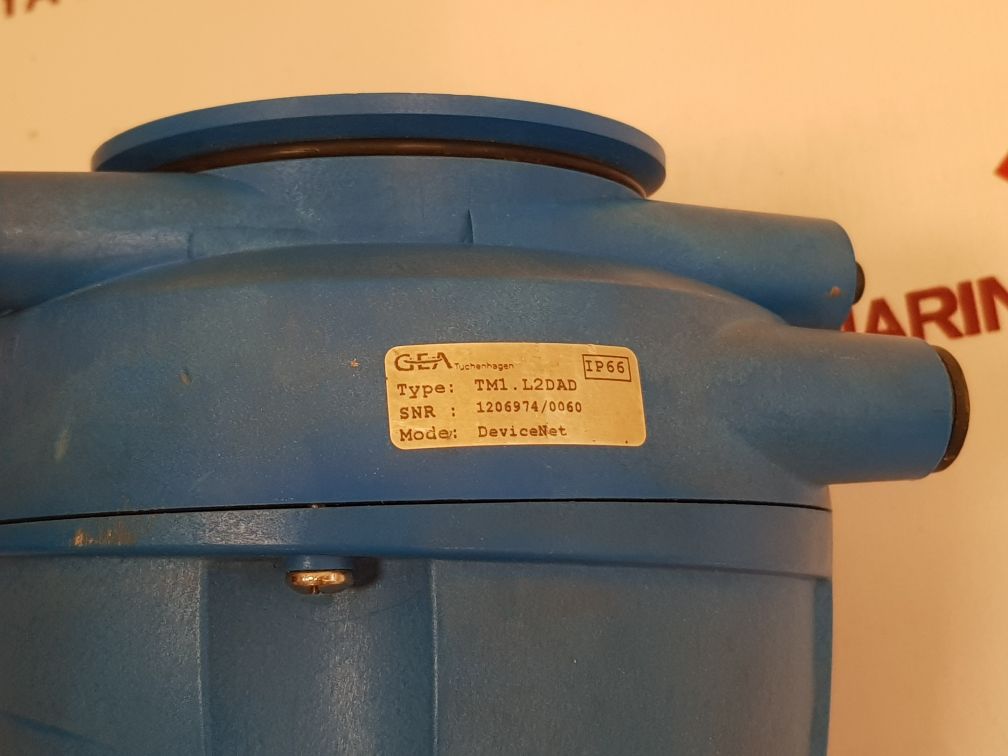 GEA Tuchenhagen IP66
Type: TM1.L2DAD
SNR : 1206974/0060
Mode: DeviceNet
ARIN